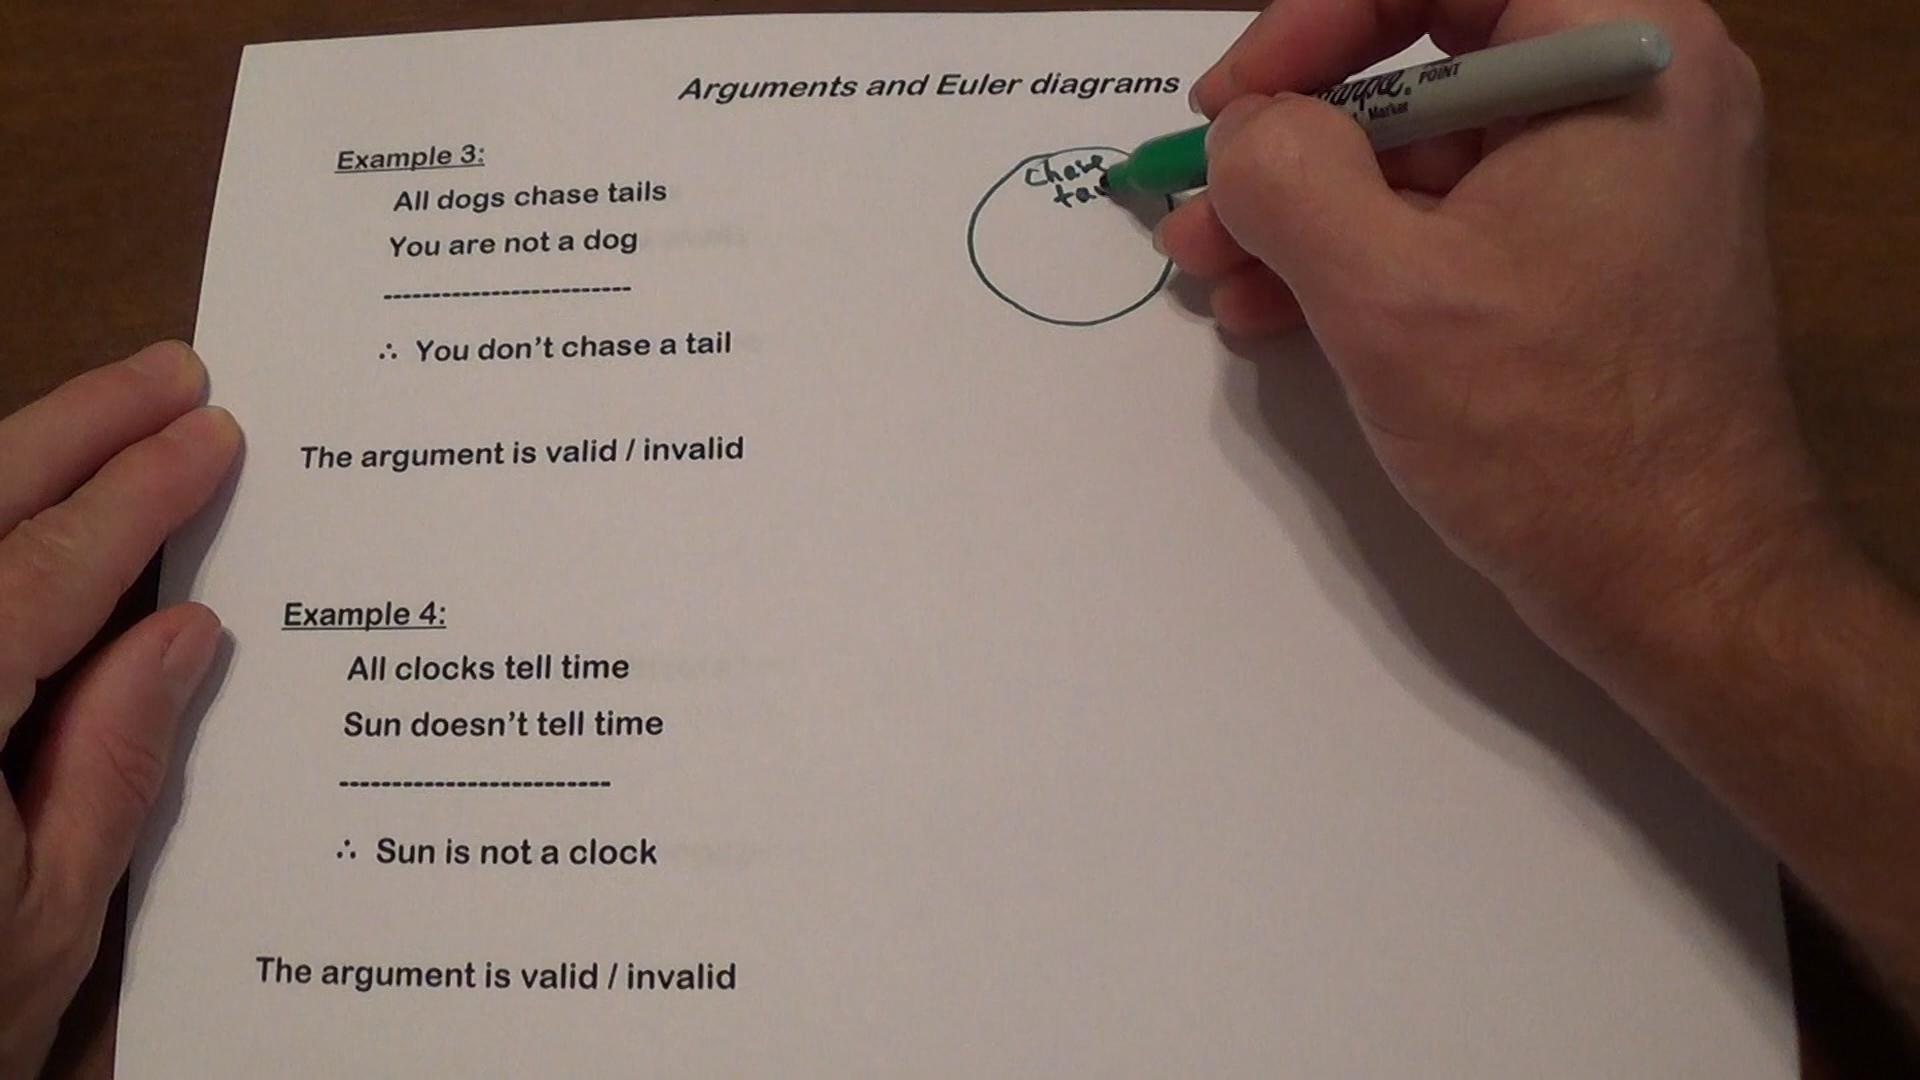 Arguments and Euler diagrams
Example 3:
All dogs chase tails
You are not a dog
-------------------------
∴ You don't chase a tail
The argument is valid / invalid
chase
Example 4:
All clocks tell time
Sun doesn't tell time
-------------------------
∴ Sun is not a clock
The argument is valid / invalid
POINT
Marker